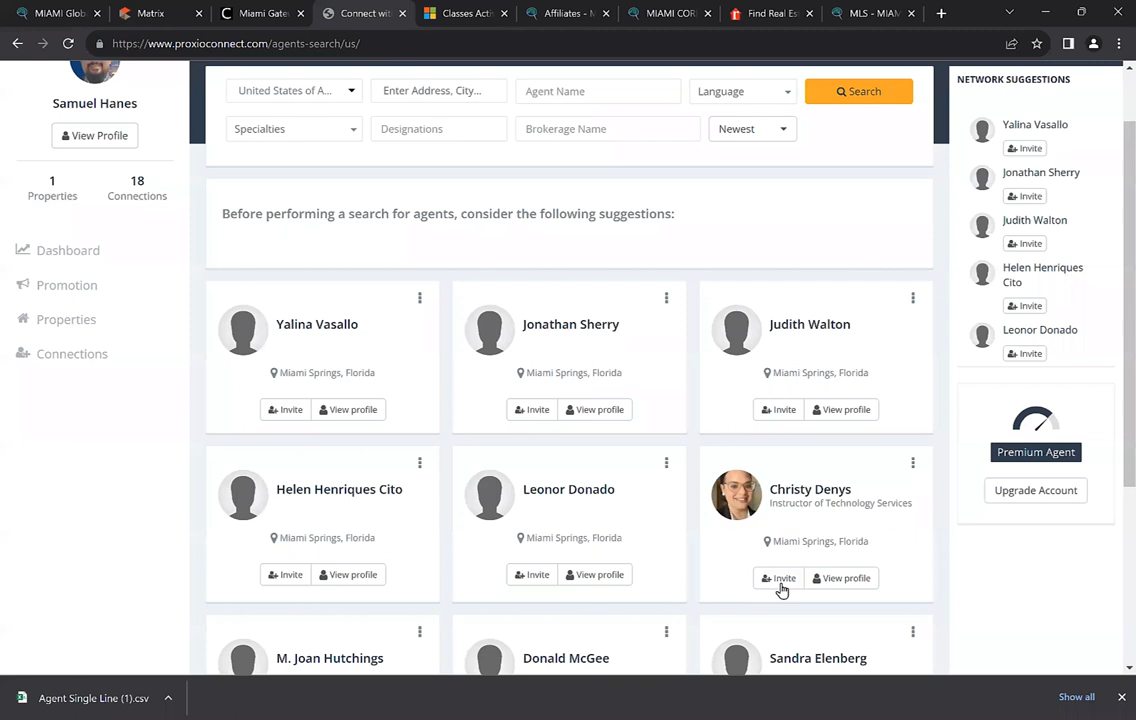 MIAMI Glob
Matrix
Miami Gate
Connect wit
Classes Acti
Affiliates - M
MIAMI COR
Find Real Es
MLS - MIAM
https://www.proxioconnect.com/agents-search/us/
Samuel Hanes
View Profile
1
Properties
18
Connections
Dashboard
Promotion
Properties
Connections
United States of A...
Enter Address, City...
Agent Name
Language
Search
Specialties
Designations
Brokerage Name
Newest
Before performing a search for agents, consider the following suggestions:
Yalina Vasallo
Miami Springs, Florida
Invite
View profile
Jonathan Sherry
Miami Springs, Florida
Invite
View profile
Judith Walton
Miami Springs, Florida
Invite
View profile
Helen Henriques Cito
Miami Springs, Florida
Invite
View profile
Leonor Donado
Miami Springs, Florida
Invite
View profile
Christy Denys
Instructor of Technology Services
Miami Springs, Florida
Invite
View profile
M. Joan Hutchings
Donald McGee
Sandra Elenberg
NETWORK SUGGESTIONS
Yalina Vasallo
Invite
Jonathan Sherry
Invite
Judith Walton
Invite
Helen Henriques
Cito
Invite
Leonor Donado
Invite
Premium Agent
Upgrade Account
Agent Single Line (1).csv
Show all